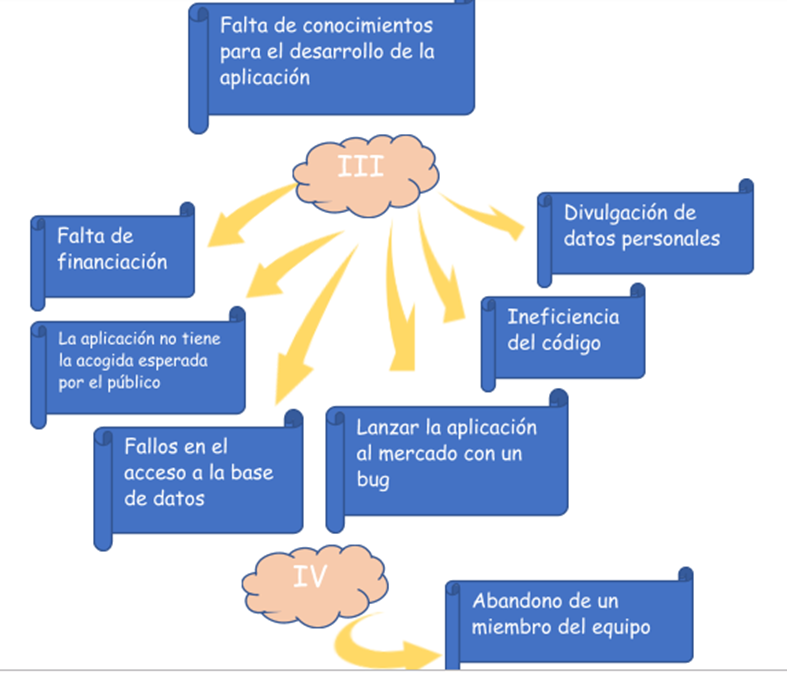 Falta de conocimientos
para el desarrollo de la
aplicación
III
Falta de
financiación
Divulgación de
datos personales
La aplicación no tiene
la acogida esperada
por el público
Ineficiencia
del código
Fallos en el
acceso a la base
de datos
Lanzar la aplicación
al mercado con un
bug
IV
Abandono de un
miembro del equipo